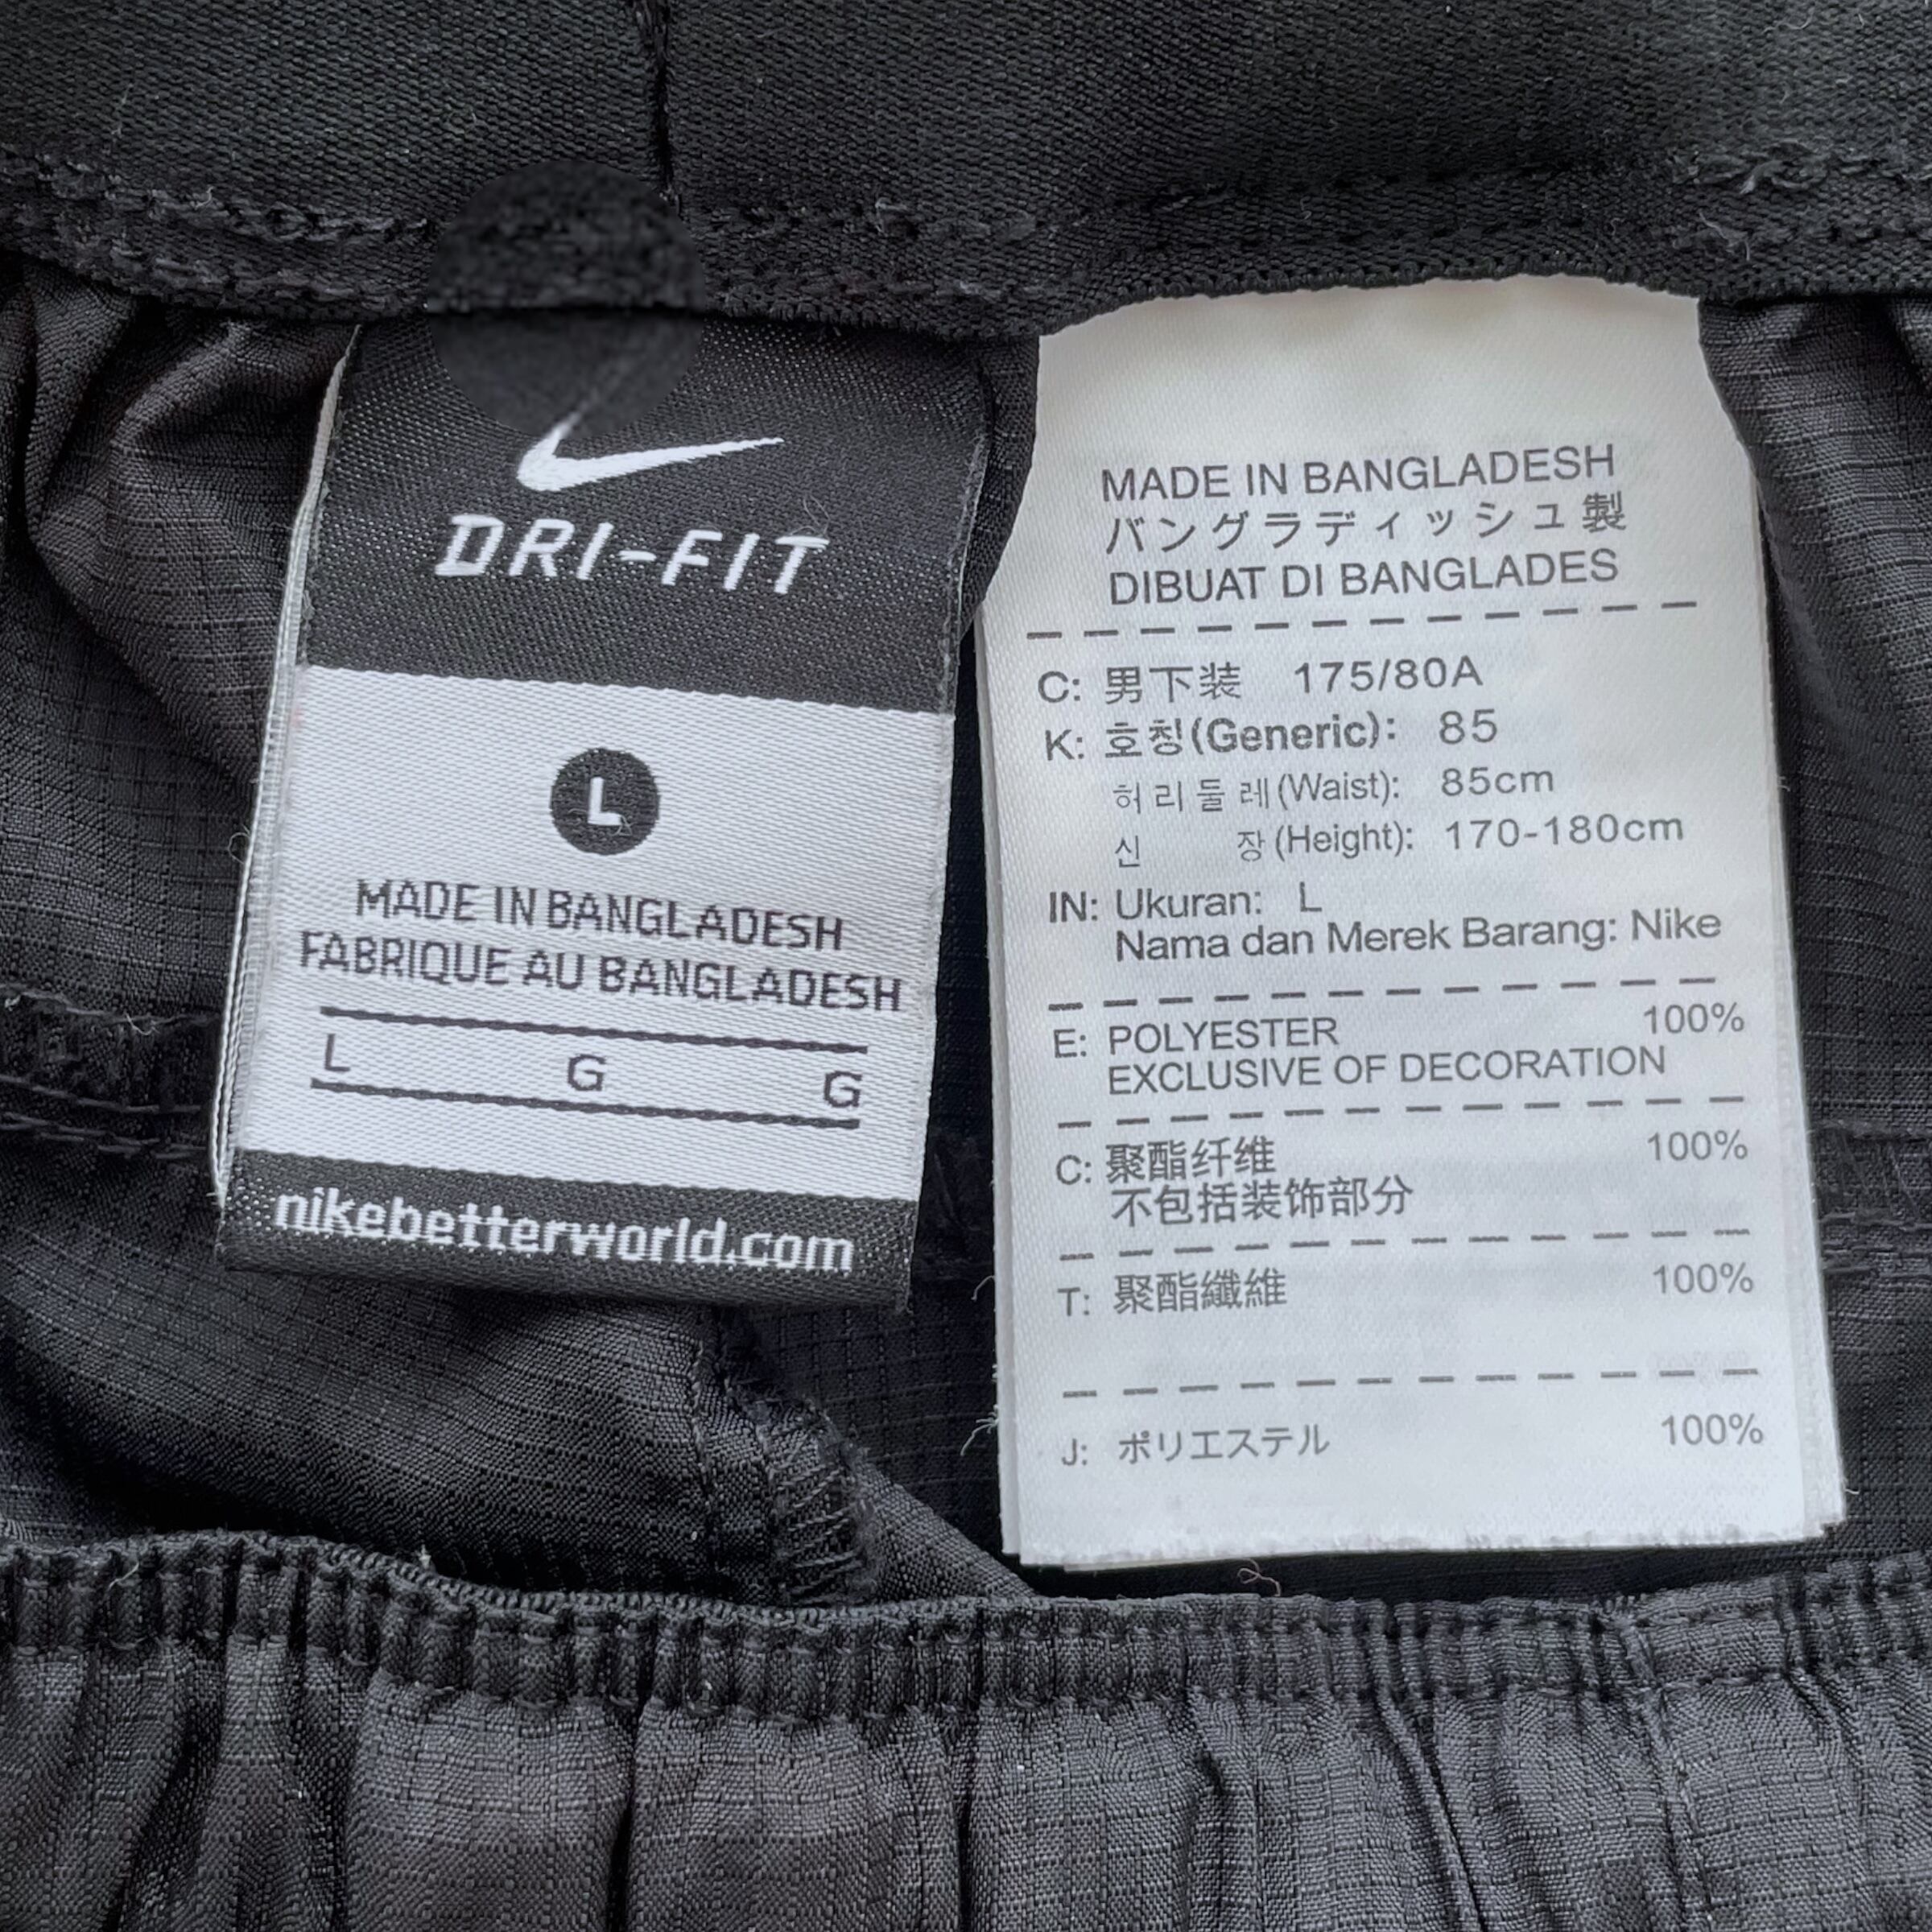 DRI-FIT
L
MADE IN BANGLADESH
FABRIQUE AU BANGLADESH
L G G
nikebetterworld.com
MADE IN BANGLADESH
バングラディッシュ製
DIBUAT DI BANGLADES
C: 男下装 175/80A
K: 호칭(Generic): 85
허리둘레(Waist): 85cm
신 장(Height): 170-180cm
IN: Ukuran: L
Nama dan Merek Barang: Nike
E: POLYESTER 100%
EXCLUSIVE OF DECORATION
C: 聚酯纤维 100%
不包括装饰部分
T: 聚酯纖維 100%
J: ポリエステル 100%